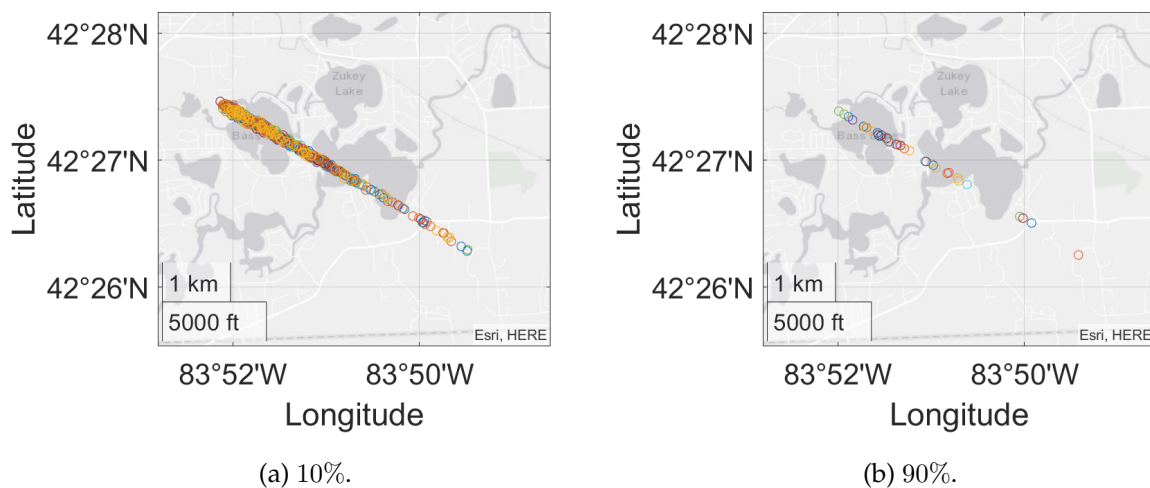 42°28'N
42°27'N
42°26'N
Latitude
Zukey
Lake
1 km
5000 ft
Esri, HERE
83°52'W
83°50'W
Longitude
(a) 10%.
42°28'N
42°27'N
42°26'N
Latitude
Zukey
Lake
Bass
1 km
5000 ft
Esri, HERE
83°52'W
83°50'W
Longitude
(b) 90%.